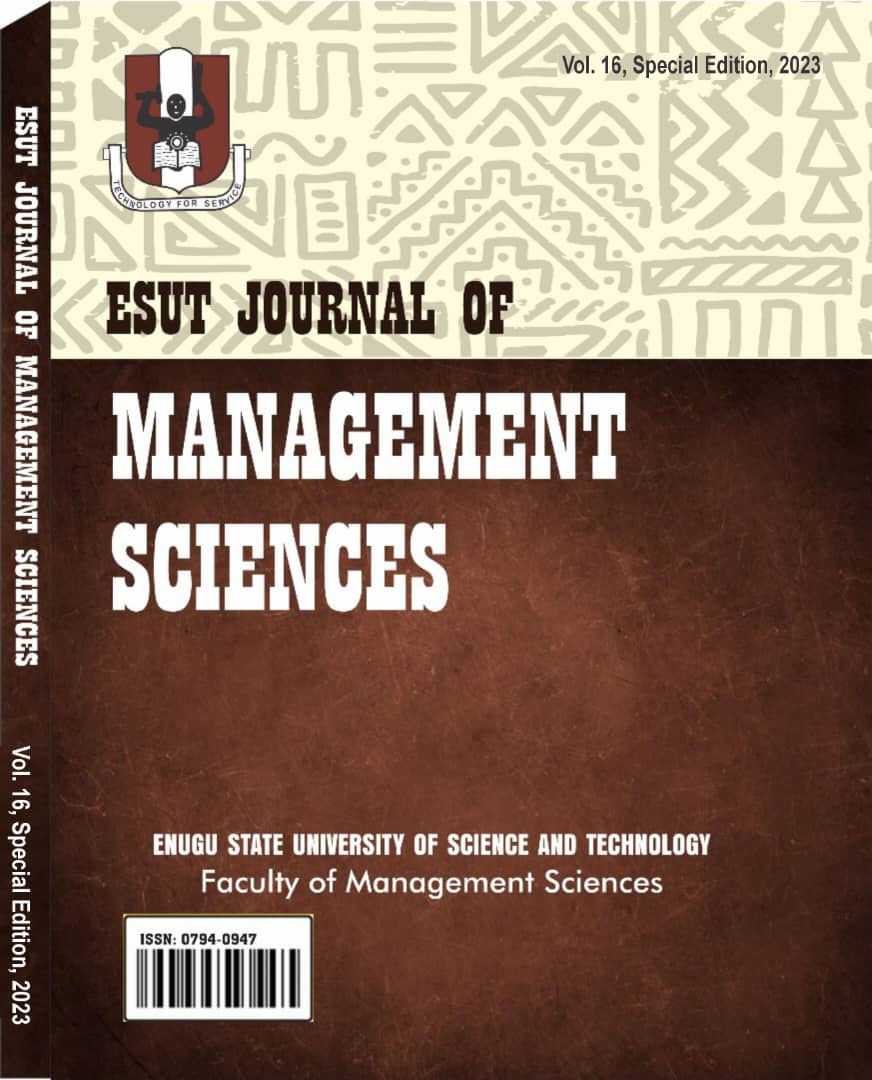 ESUT JOURNAL OF MANAGEMENT SCIENCES
Vol. 16, Special Edition, 2023
Vol. 16, Special Edition, 2023
TECHNOLOGY FOR SERVICE
ESUT JOURNAL OF
MANAGEMENT
SCIENCES
ENUGU STATE UNIVERSITY OF SCIENCE AND TECHNOLOGY
Faculty of Management Sciences
ISSN: 0794-0947